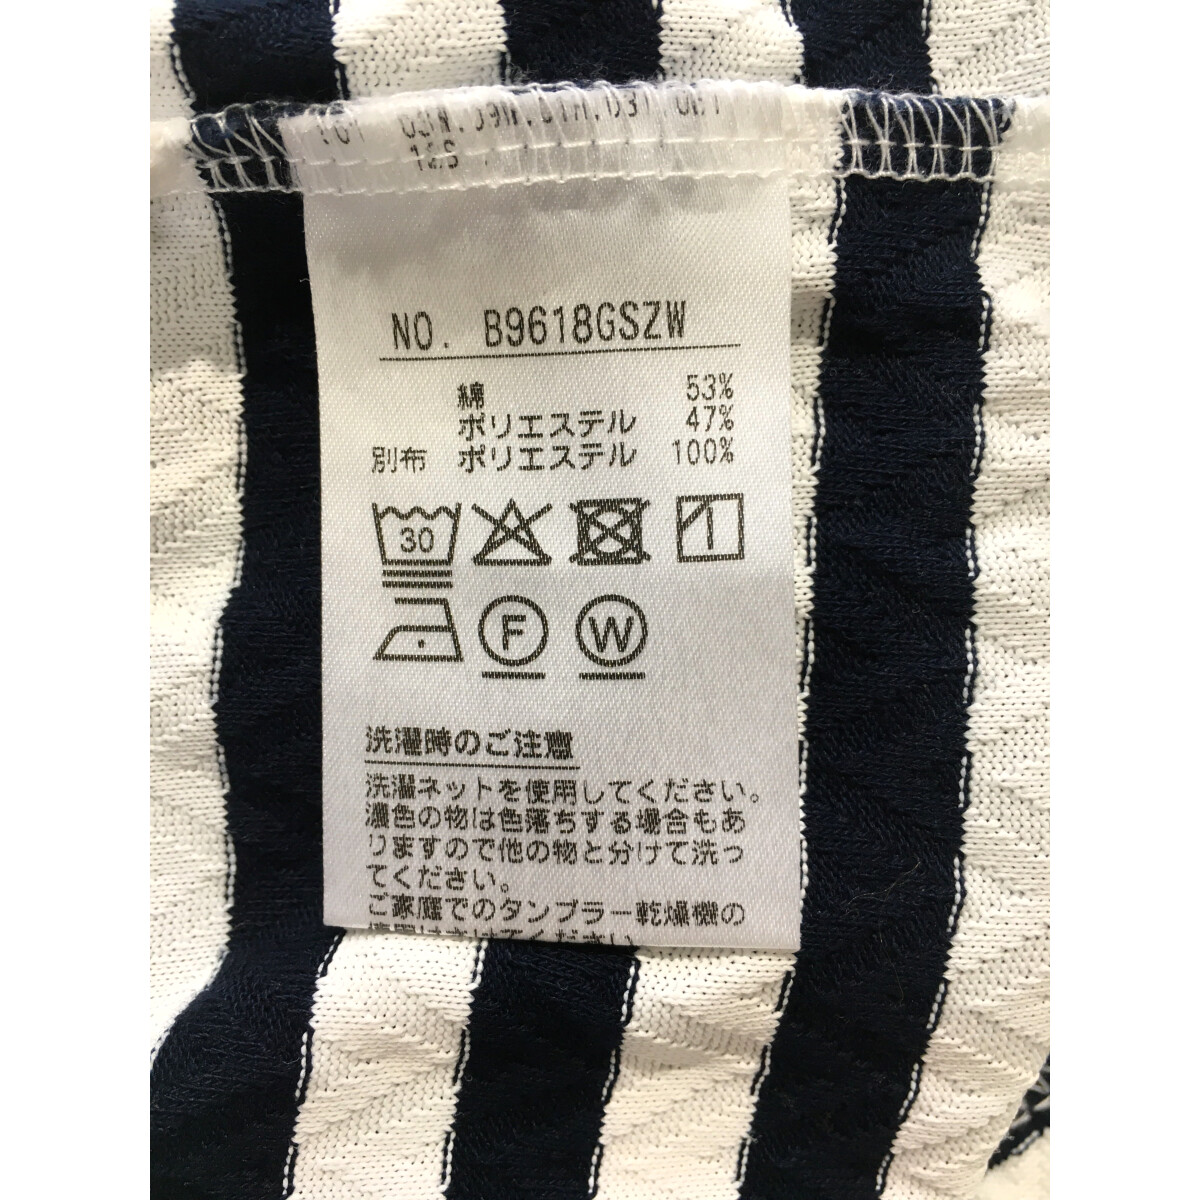 NO. B9618GSZW
綿 53%
ポリエステル 47%
別布 ポリエステル 100%
30
F W
洗濯時のご注意
洗濯ネットを使用してください。
濃色の物は色落ちする場合もあ
りますので他の物と分けて洗っ
てください。
ご家庭でのタンブラー乾燥機の